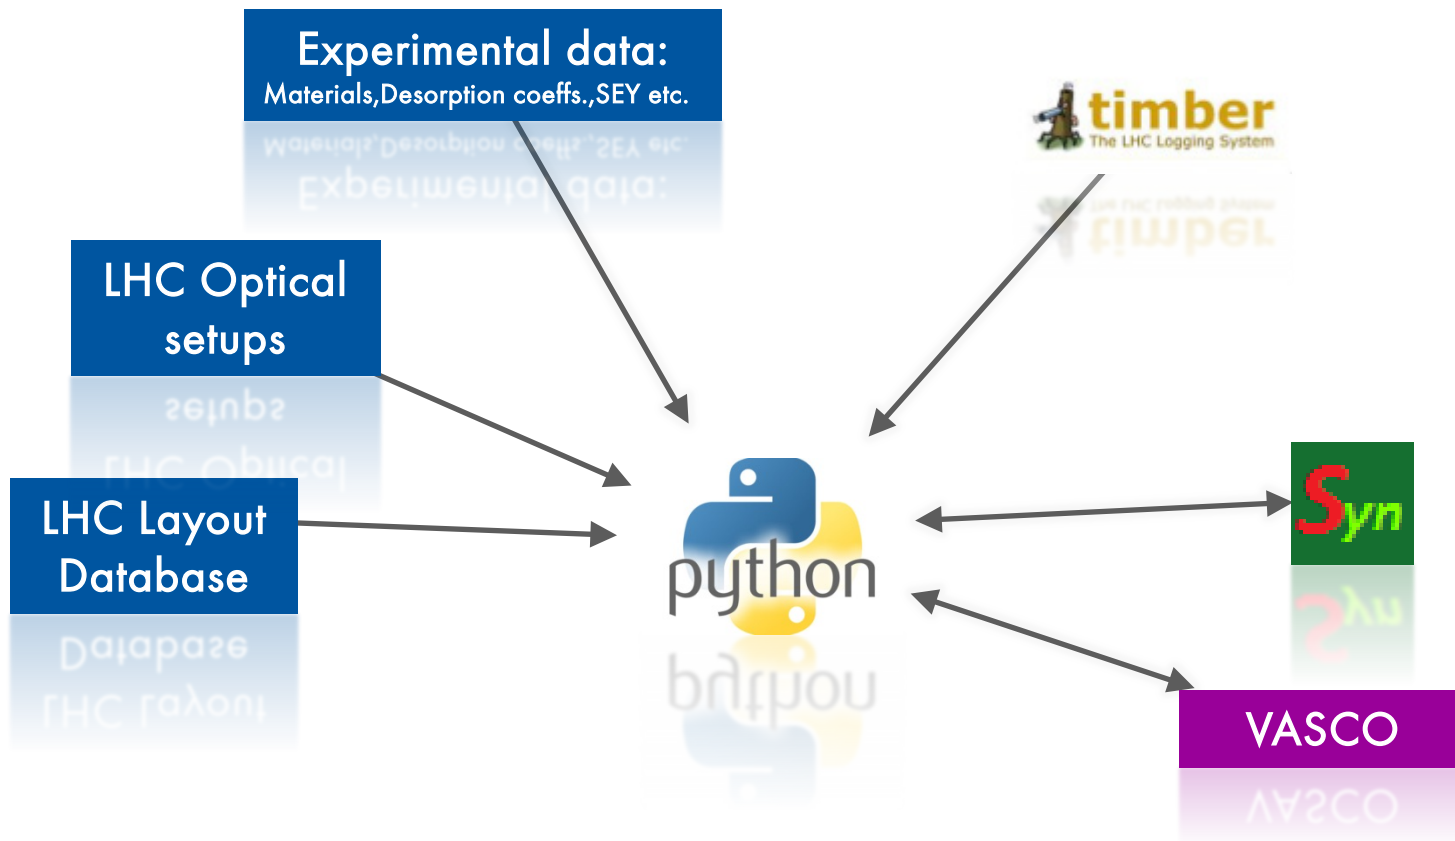 Experimental data:
Materials,Desorption coeffs.,SEY etc.
timber
The LHC Logging System
LHC Optical
setups
LHC Layout
Database
python
Syn
VASCO